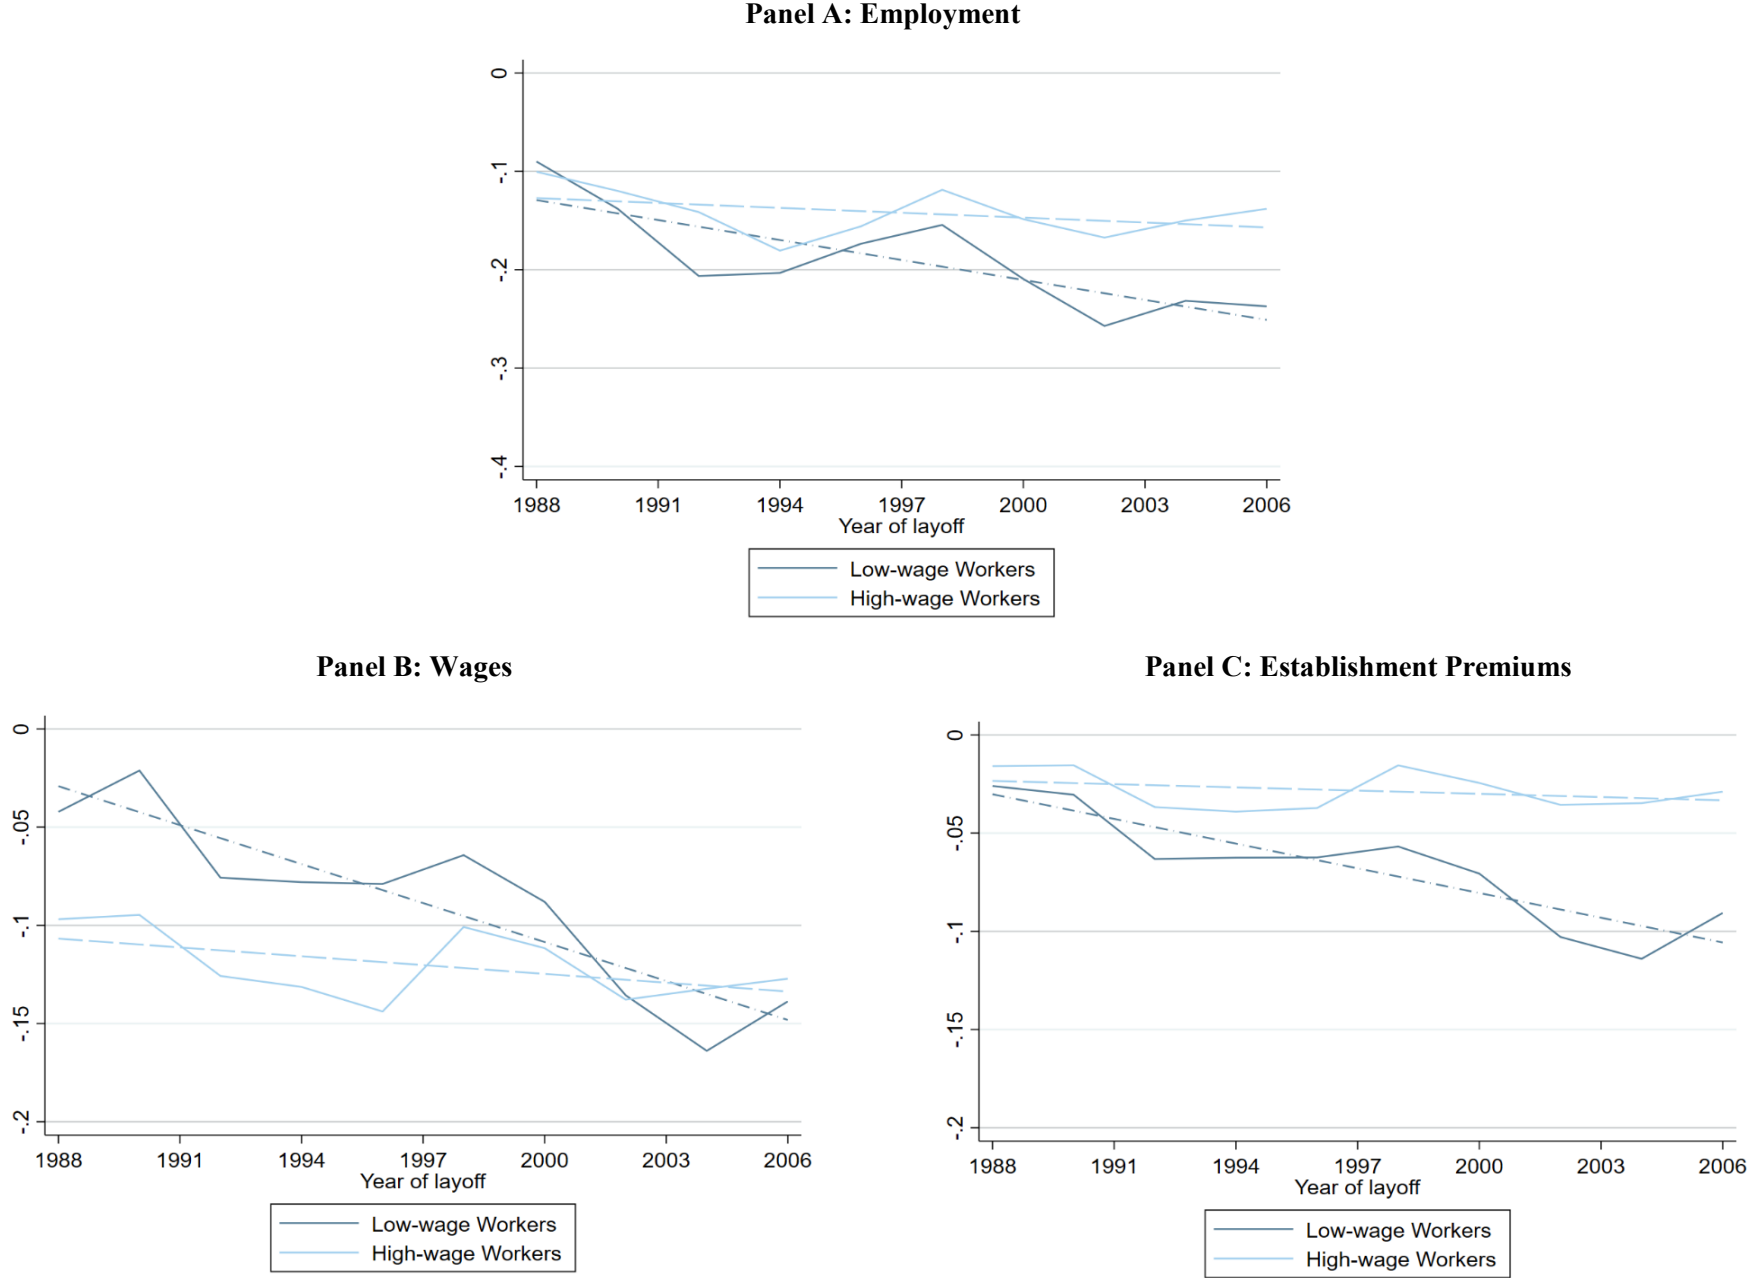 Panel A: Employment
0
-.1
-.2
-.3
-.4
1988 1991 1994 1997 2000 2003 2006
Year of layoff
Low-wage Workers
High-wage Workers
Panel B: Wages
0
-.05
-.1
-.15
-.2
1988 1991 1994 1997 2000 2003 2006
Year of layoff
Low-wage Workers
High-wage Workers
Panel C: Establishment Premiums
0
-.05
-.1
-.15
-.2
1988 1991 1994 1997 2000 2003 2006
Year of layoff
Low-wage Workers
High-wage Workers